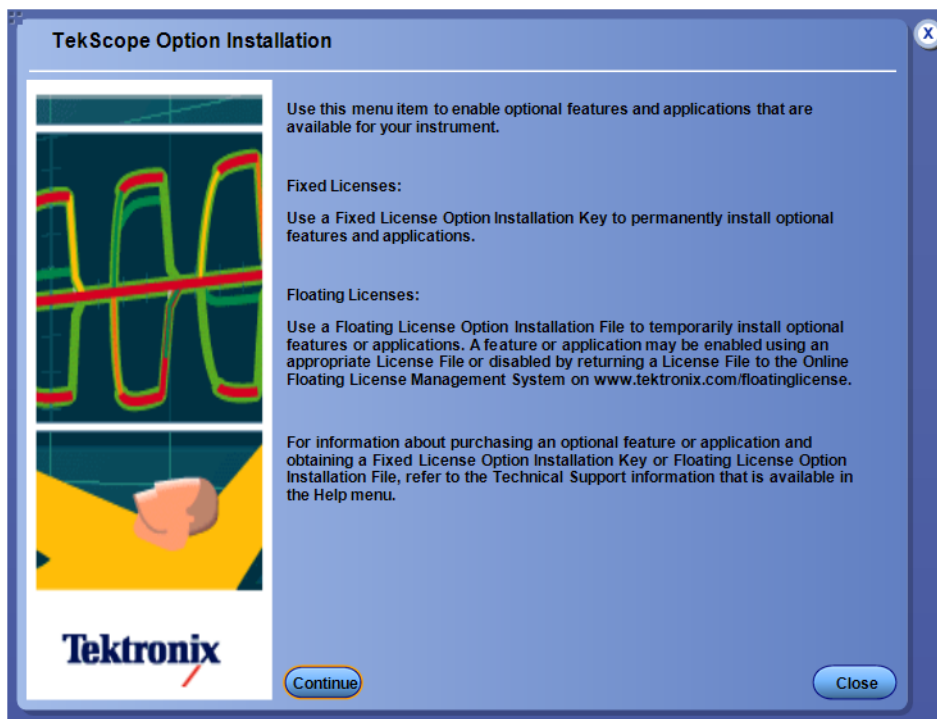 TekScope Option Installation
X
Use this menu item to enable optional features and applications that are
available for your instrument.
Fixed Licenses:
Use a Fixed License Option Installation Key to permanently install optional
features and applications.
Floating Licenses:
Use a Floating License Option Installation File to temporarily install optional
features or applications. A feature or application may be enabled using an
appropriate License File or disabled by returning a License File to the Online
Floating License Management System on www.tektronix.com/floatinglicense.
For information about purchasing an optional feature or application and
obtaining a Fixed License Option Installation Key or Floating License Option
Installation File, refer to the Technical Support information that is available in
the Help menu.
Tektronix
Continue
Close